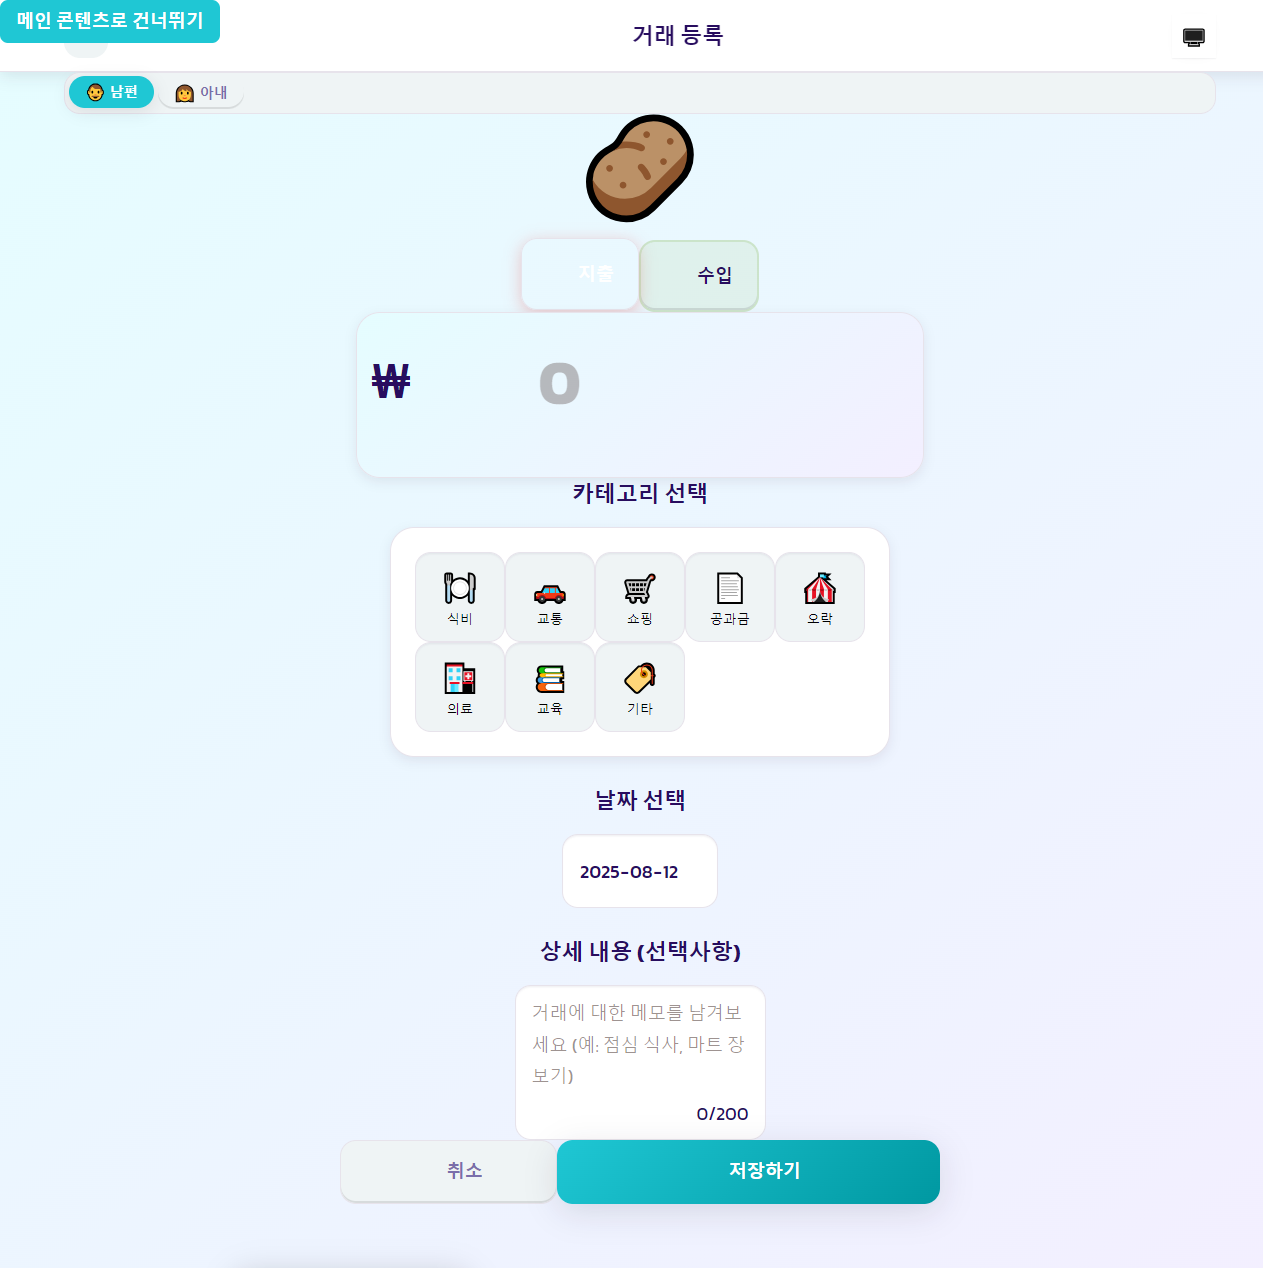 메인 콘텐츠로 건너뛰기
거래 등록
남편
아내
지출
수입
₩
0
카테고리 선택
식비
교통
쇼핑
공과금
오락
의료
교육
기타
날짜 선택
2025-08-12
상세 내용 (선택사항)
거래에 대한 메모를 남겨보
세요 (예: 점심 식사, 마트 장
보기)
0/200
취소
저장하기